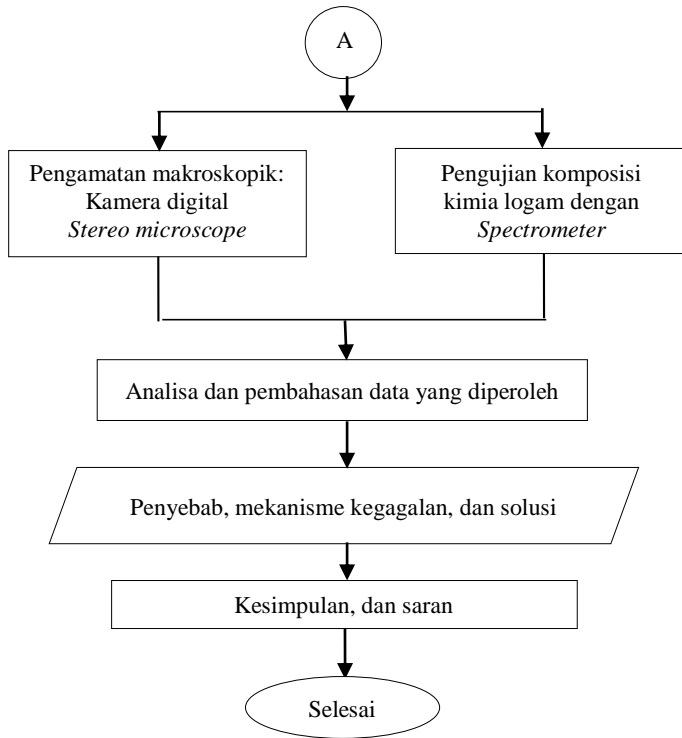 A
Pengamatan makroskopik:
Kamera digital
Stereo microscope
Pengujian komposisi
kimia logam dengan
Spectrometer
Analisa dan pembahasan data yang diperoleh
Penyebab, mekanisme kegagalan, dan solusi
Kesimpulan, dan saran
Selesai